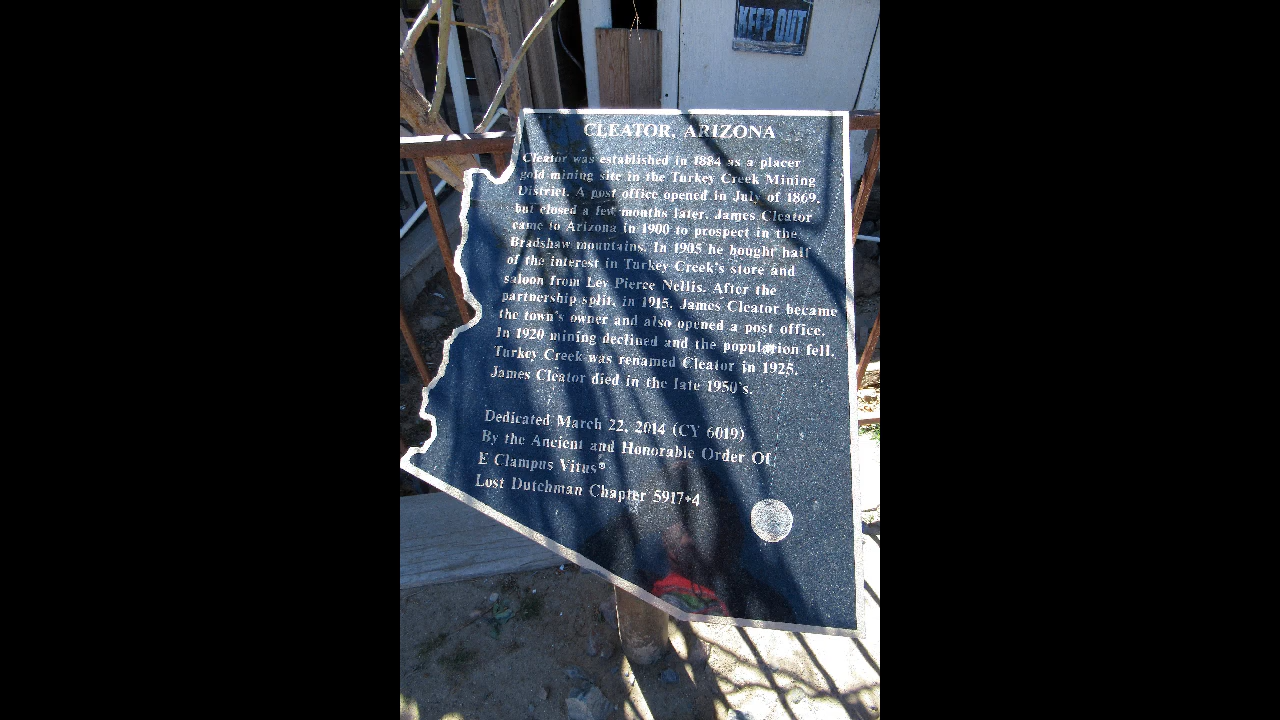 KEEP OUT
CLEATOR, ARIZONA
Cleator was established in 1884 as a placer
gold mining site in the Turkey Creek Mining
District. A post office opened in July of 1869,
but closed a few months later. James Cleator
came to Arizona in 1900 to prospect in the
Bradshaw mountains. In 1905 he bought half
of the interest in Turkey Creek's store and
saloon from Lev Pierce Nellis. After the
partnership split, in 1915, James Cleator became
the town's owner and also opened a post office.
In 1920 mining declined and the population fell.
Turkey Creek was renamed Cleator in 1925.
James Cleator died in the late 1950's.
Dedicated March 22, 2014 (CY 6019)
By the Ancient and Honorable Order Of
E Clampus Vitus®
Lost Dutchman Chapter 5917+4